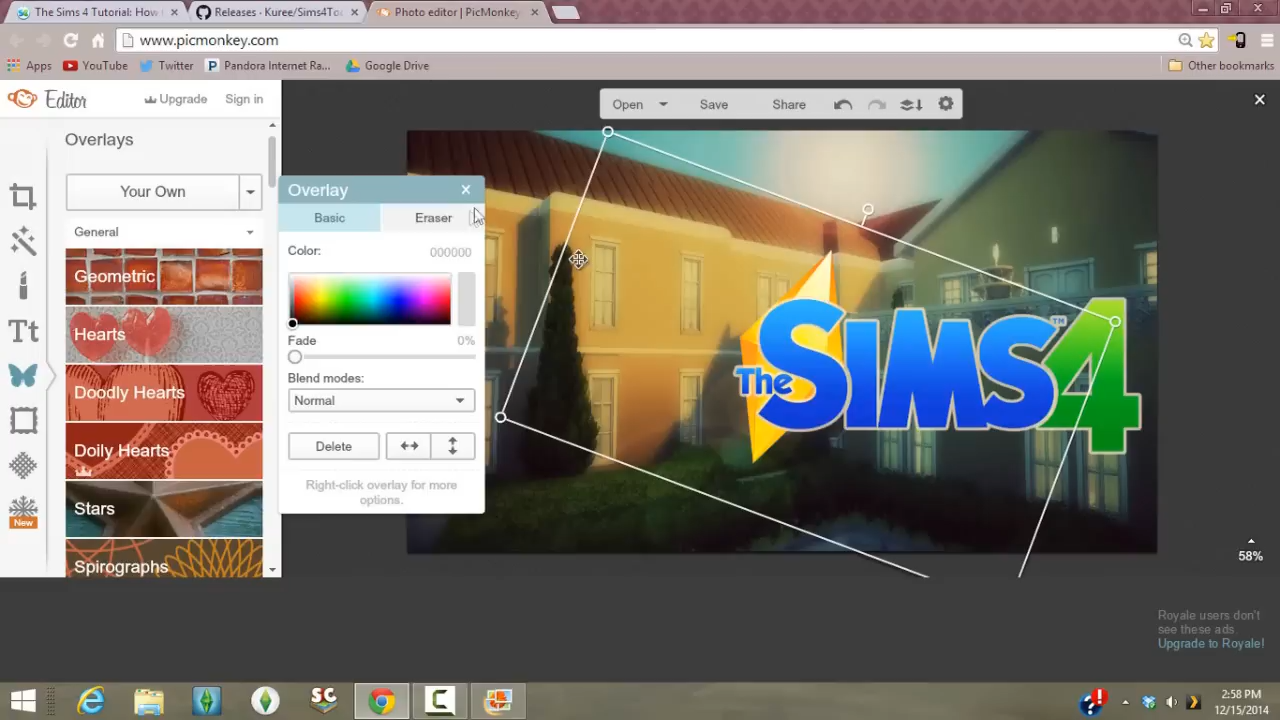 The Sims 4 Tutorial: How
Releases - Kuree/Sims4To
Photo editor | PicMonkey
www.picmonkey.com
Apps
YouTube
Twitter
Pandora Internet Ra...
Google Drive
Other bookmarks
Editor
Upgrade
Sign in
Open
Save
Share
Overlays
Your Own
General
Geometric
Hearts
Doodly Hearts
Doily Hearts
Stars
Spirographs
New
Overlay
Basic
Eraser
Color:
000000
Fade
0%
Blend modes:
Normal
Delete
Right-click overlay for more
options.
The SIMS 4
TM
58%
Royale users don't
see these ads.
Upgrade to Royale!
SC
2:58 PM
12/15/2014